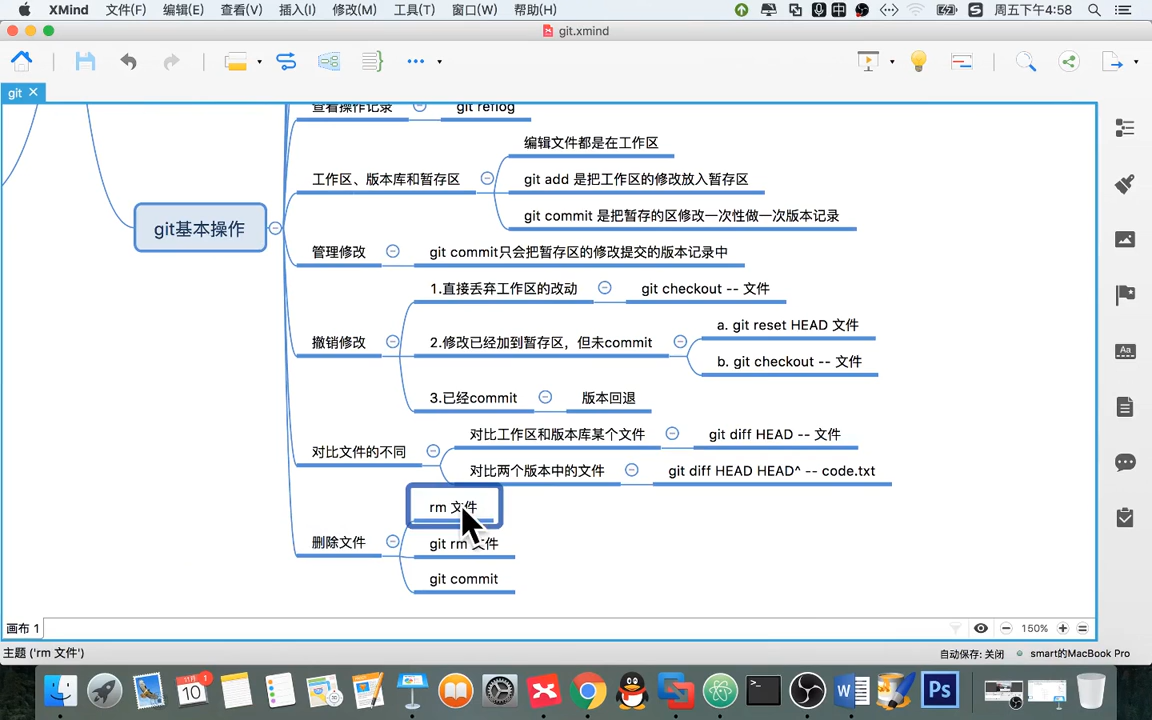 XMind 文件(F) 编辑(E) 查看(V) 插入(I) 修改(M) 工具(T) 窗口(W) 帮助(H) 中 周五下午4:58
git.xmind
git
查看操作记录 git reflog
编辑文件都是在工作区
工作区、版本库和暂存区 git add 是把工作区的修改放入暂存区
git commit 是把暂存的区修改一次性做一次版本记录
git基本操作
管理修改 git commit只会把暂存区的修改提交的版本记录中
1.直接丢弃工作区的改动 git checkout -- 文件
a. git reset HEAD 文件
撤销修改 2.修改已经加到暂存区，但未commit
b. git checkout -- 文件
3.已经commit 版本回退
对比工作区和版本库某个文件 git diff HEAD -- 文件
对比文件的不同
对比两个版本中的文件 git diff HEAD HEAD^ -- code.txt
rm 文件
删除文件 git rm 文件
git commit
画布 1 150%
主题 ('rm 文件') 自动保存: 关闭 smart的MacBook Pro
11月 10 1
W Ps